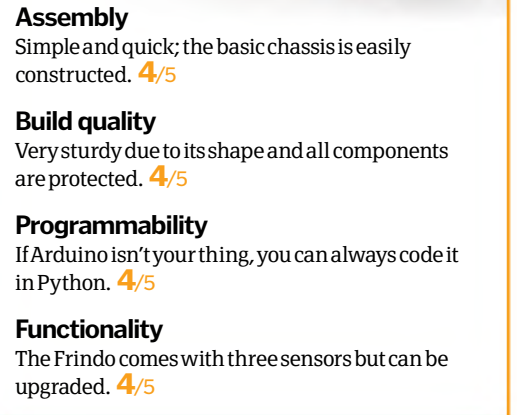 Assembly
Simple and quick; the basic chassis is easily
constructed. 4/5
Build quality
Very sturdy due to its shape and all components
are protected. 4/5
Programmability
If Arduino isn't your thing, you can always code it
in Python. 4/5
Functionality
The Frindo comes with three sensors but can be
upgraded. 4/5